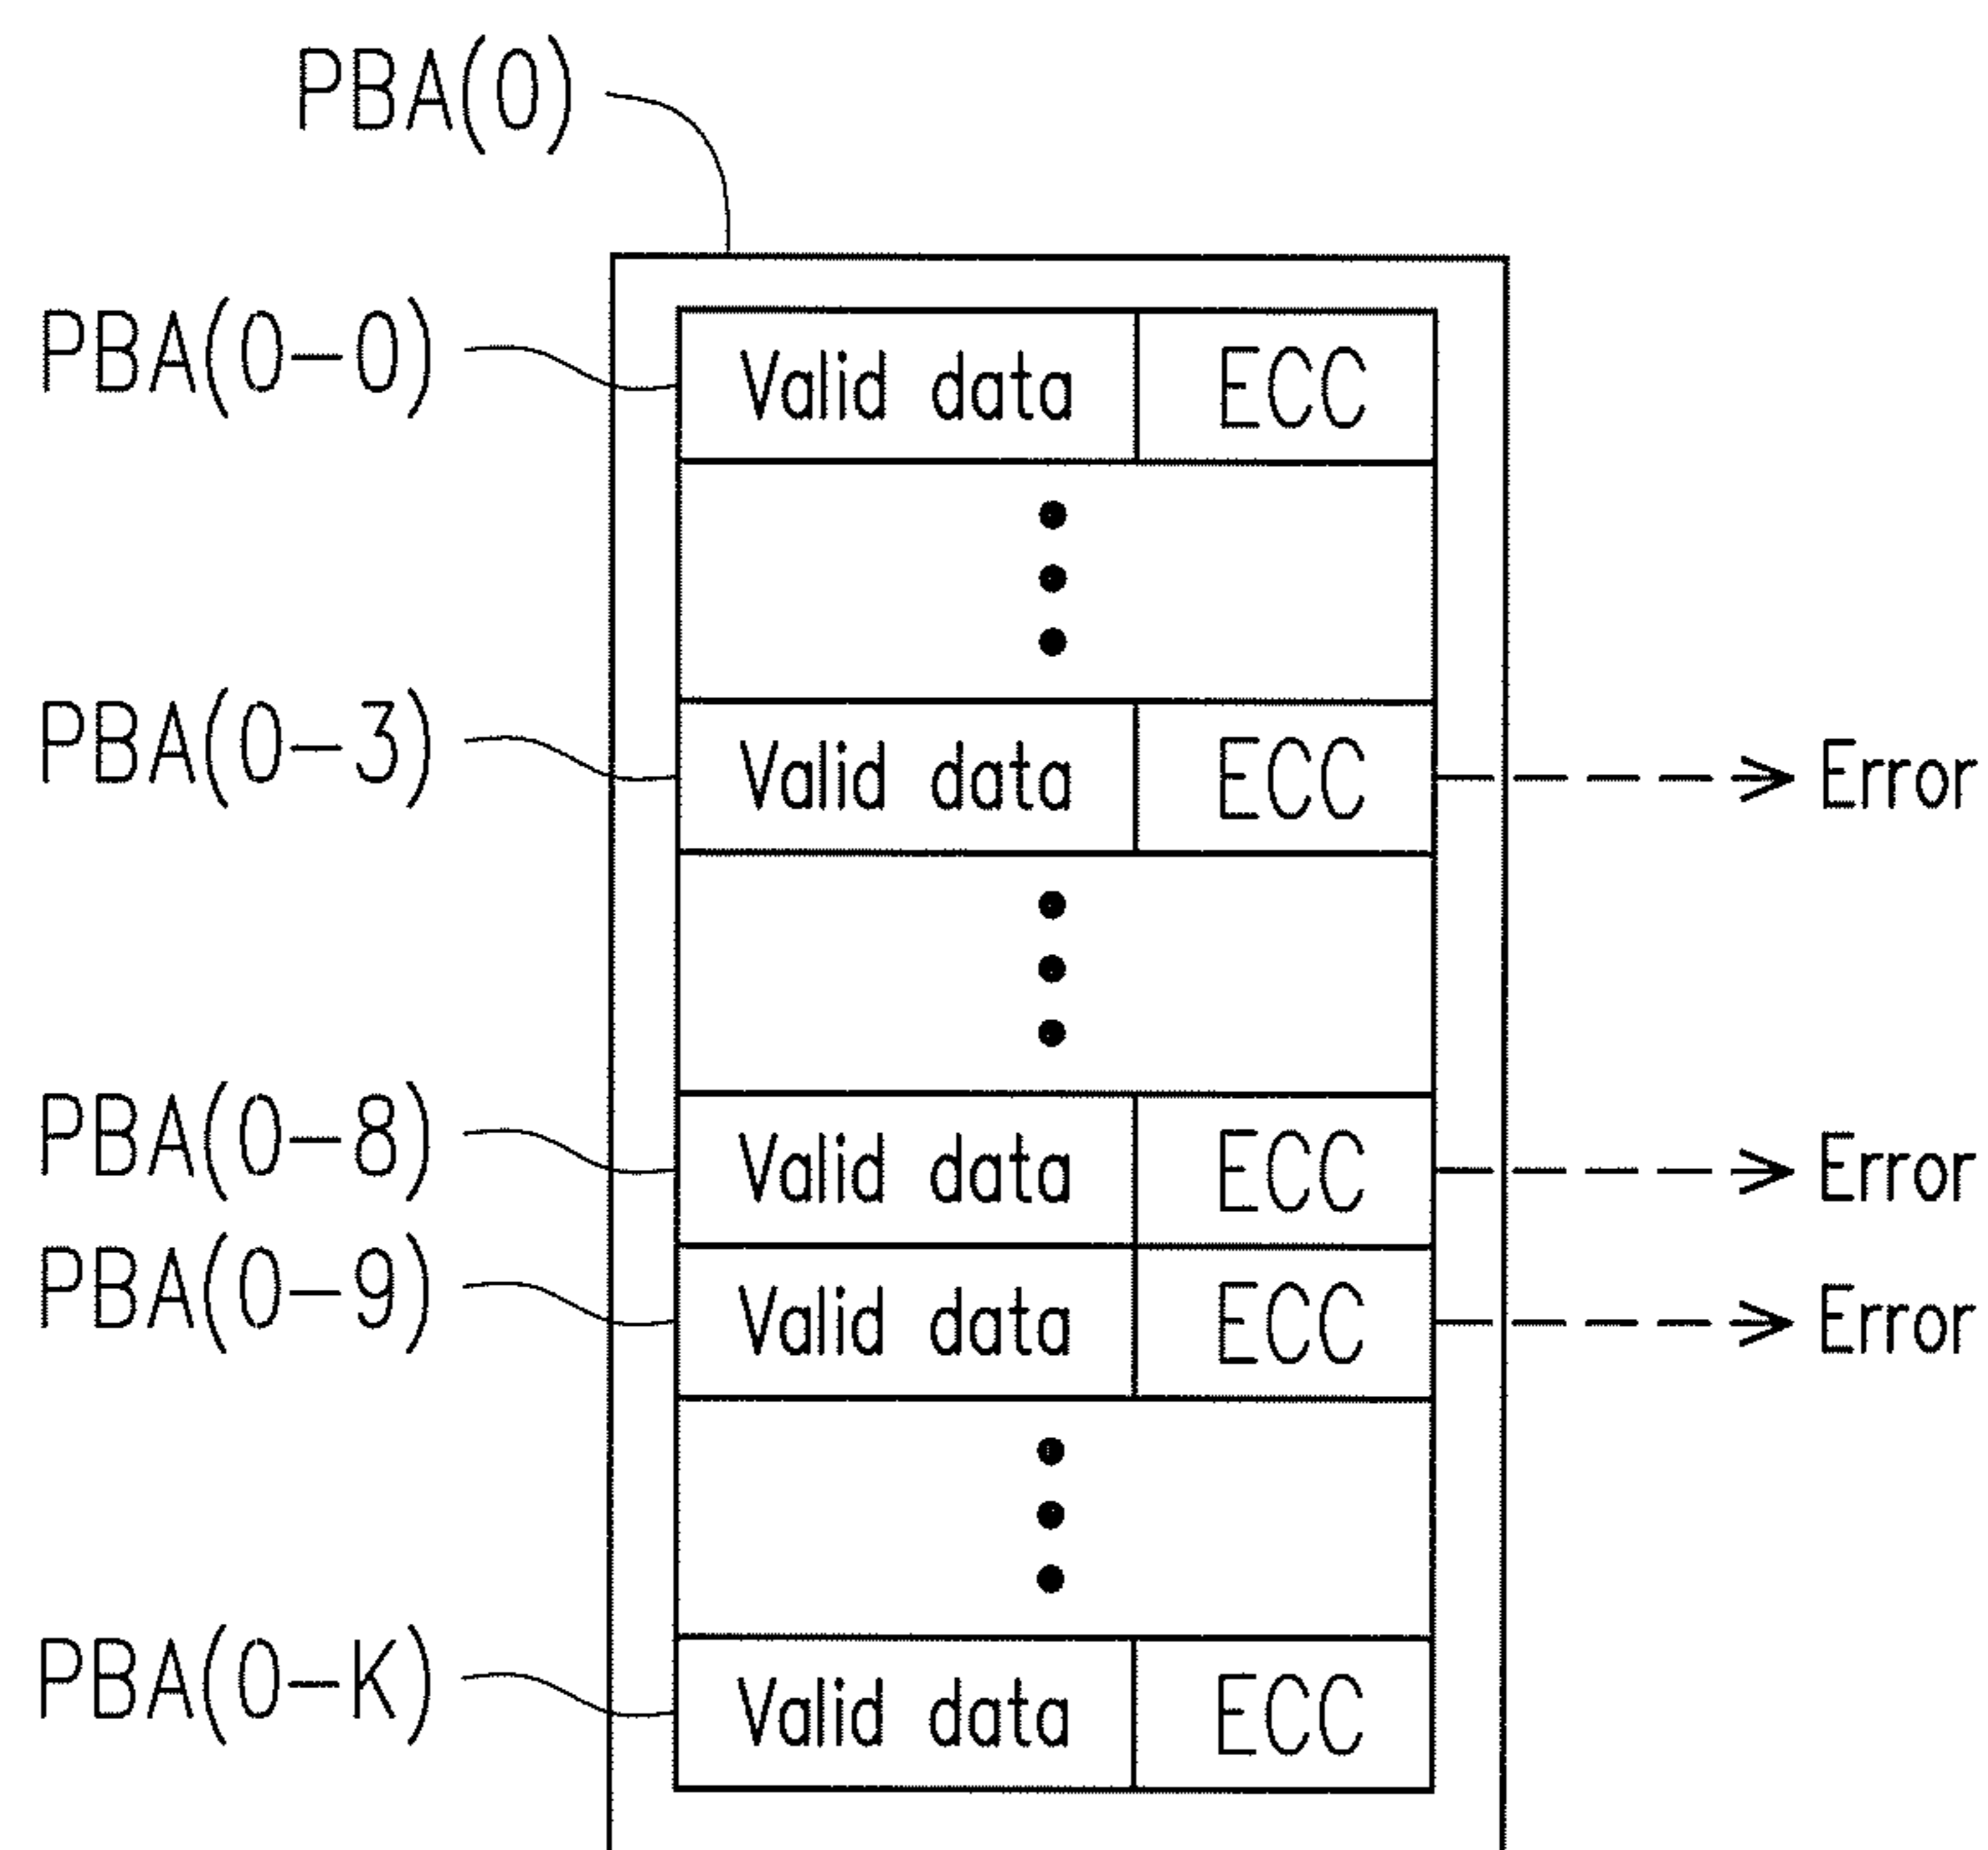 PBA(0)
PBA(0-0) Valid data ECC
PBA(0-3) Valid data ECC Error
PBA(0-8) Valid data ECC Error
PBA(0-9) Valid data ECC Error
PBA(0-K) Valid data ECC